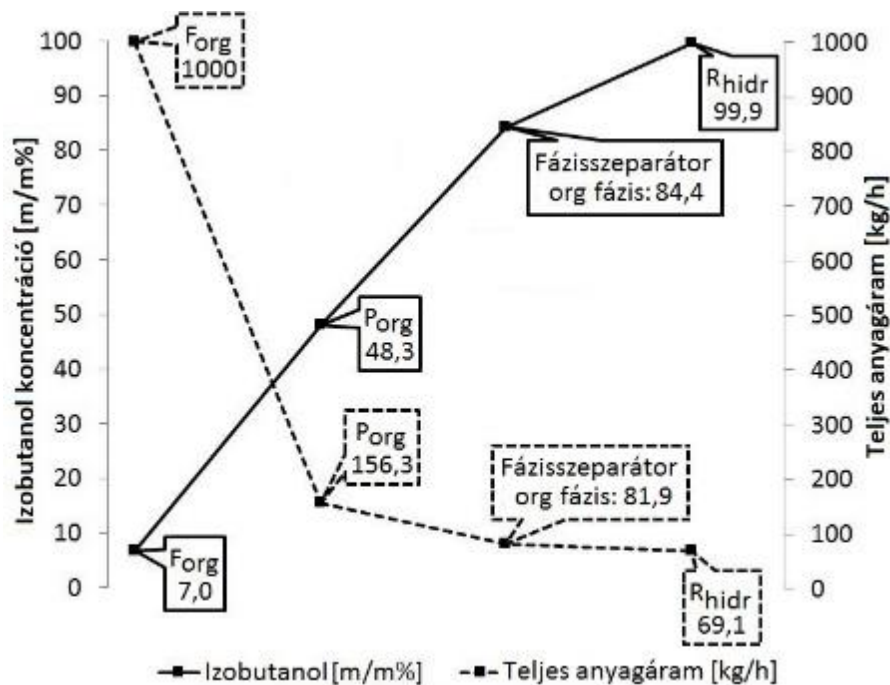 Izobutanol koncentráció [m/m%]
100
90
80
70
60
50
40
30
20
10
0
Forg
1000
Rhidr
99,9
Fázisszeparátor
org fázis: 84,4
Porg
48,3
Porg
156,3
Fázisszeparátor
org fázis: 81,9
Forg
7,0
Rhidr
69,1
1000
900
800
700
600
500
400
300
200
100
0
Teljes anyagáram [kg/h]
Izobutanol [m/m%]
Teljes anyagáram [kg/h]